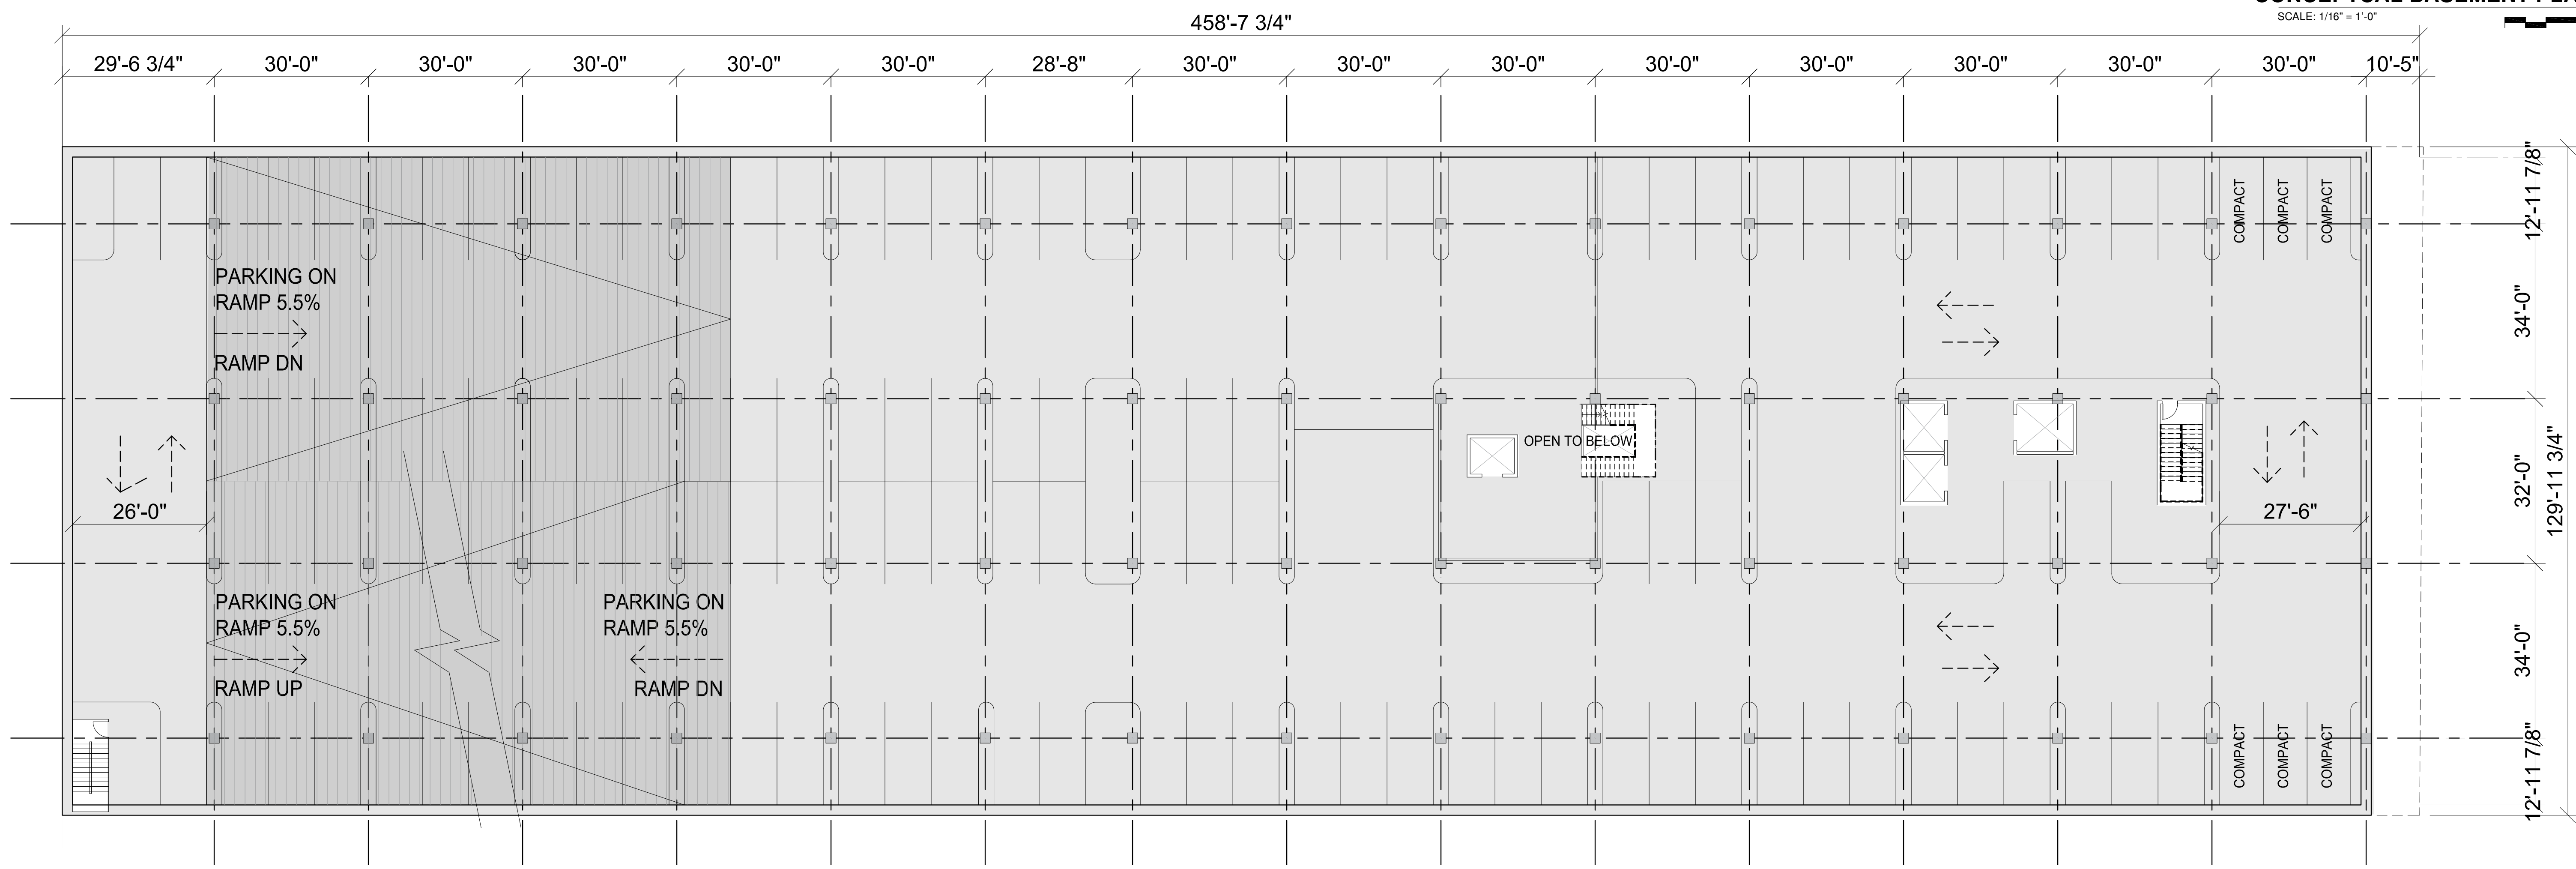 SCALE: 1/16" = 1'-0"
458'-7 3/4"
29'-6 3/4"
30'-0"
30'-0"
30'-0"
30'-0"
30'-0"
28'-8"
30'-0"
30'-0"
30'-0"
30'-0"
30'-0"
30'-0"
30'-0"
30'-0"
10'-5"
COMPACT
COMPACT
COMPACT
12'-11 7/8"
PARKING ON
RAMP 5.5%
RAMP DN
34'-0"
OPEN TO BELOW
26'-0"
27'-6"
32'-0"
129'-11 3/4"
PARKING ON
RAMP 5.5%
RAMP UP
PARKING ON
RAMP 5.5%
RAMP DN
34'-0"
COMPACT
COMPACT
COMPACT
12'-11 7/8"